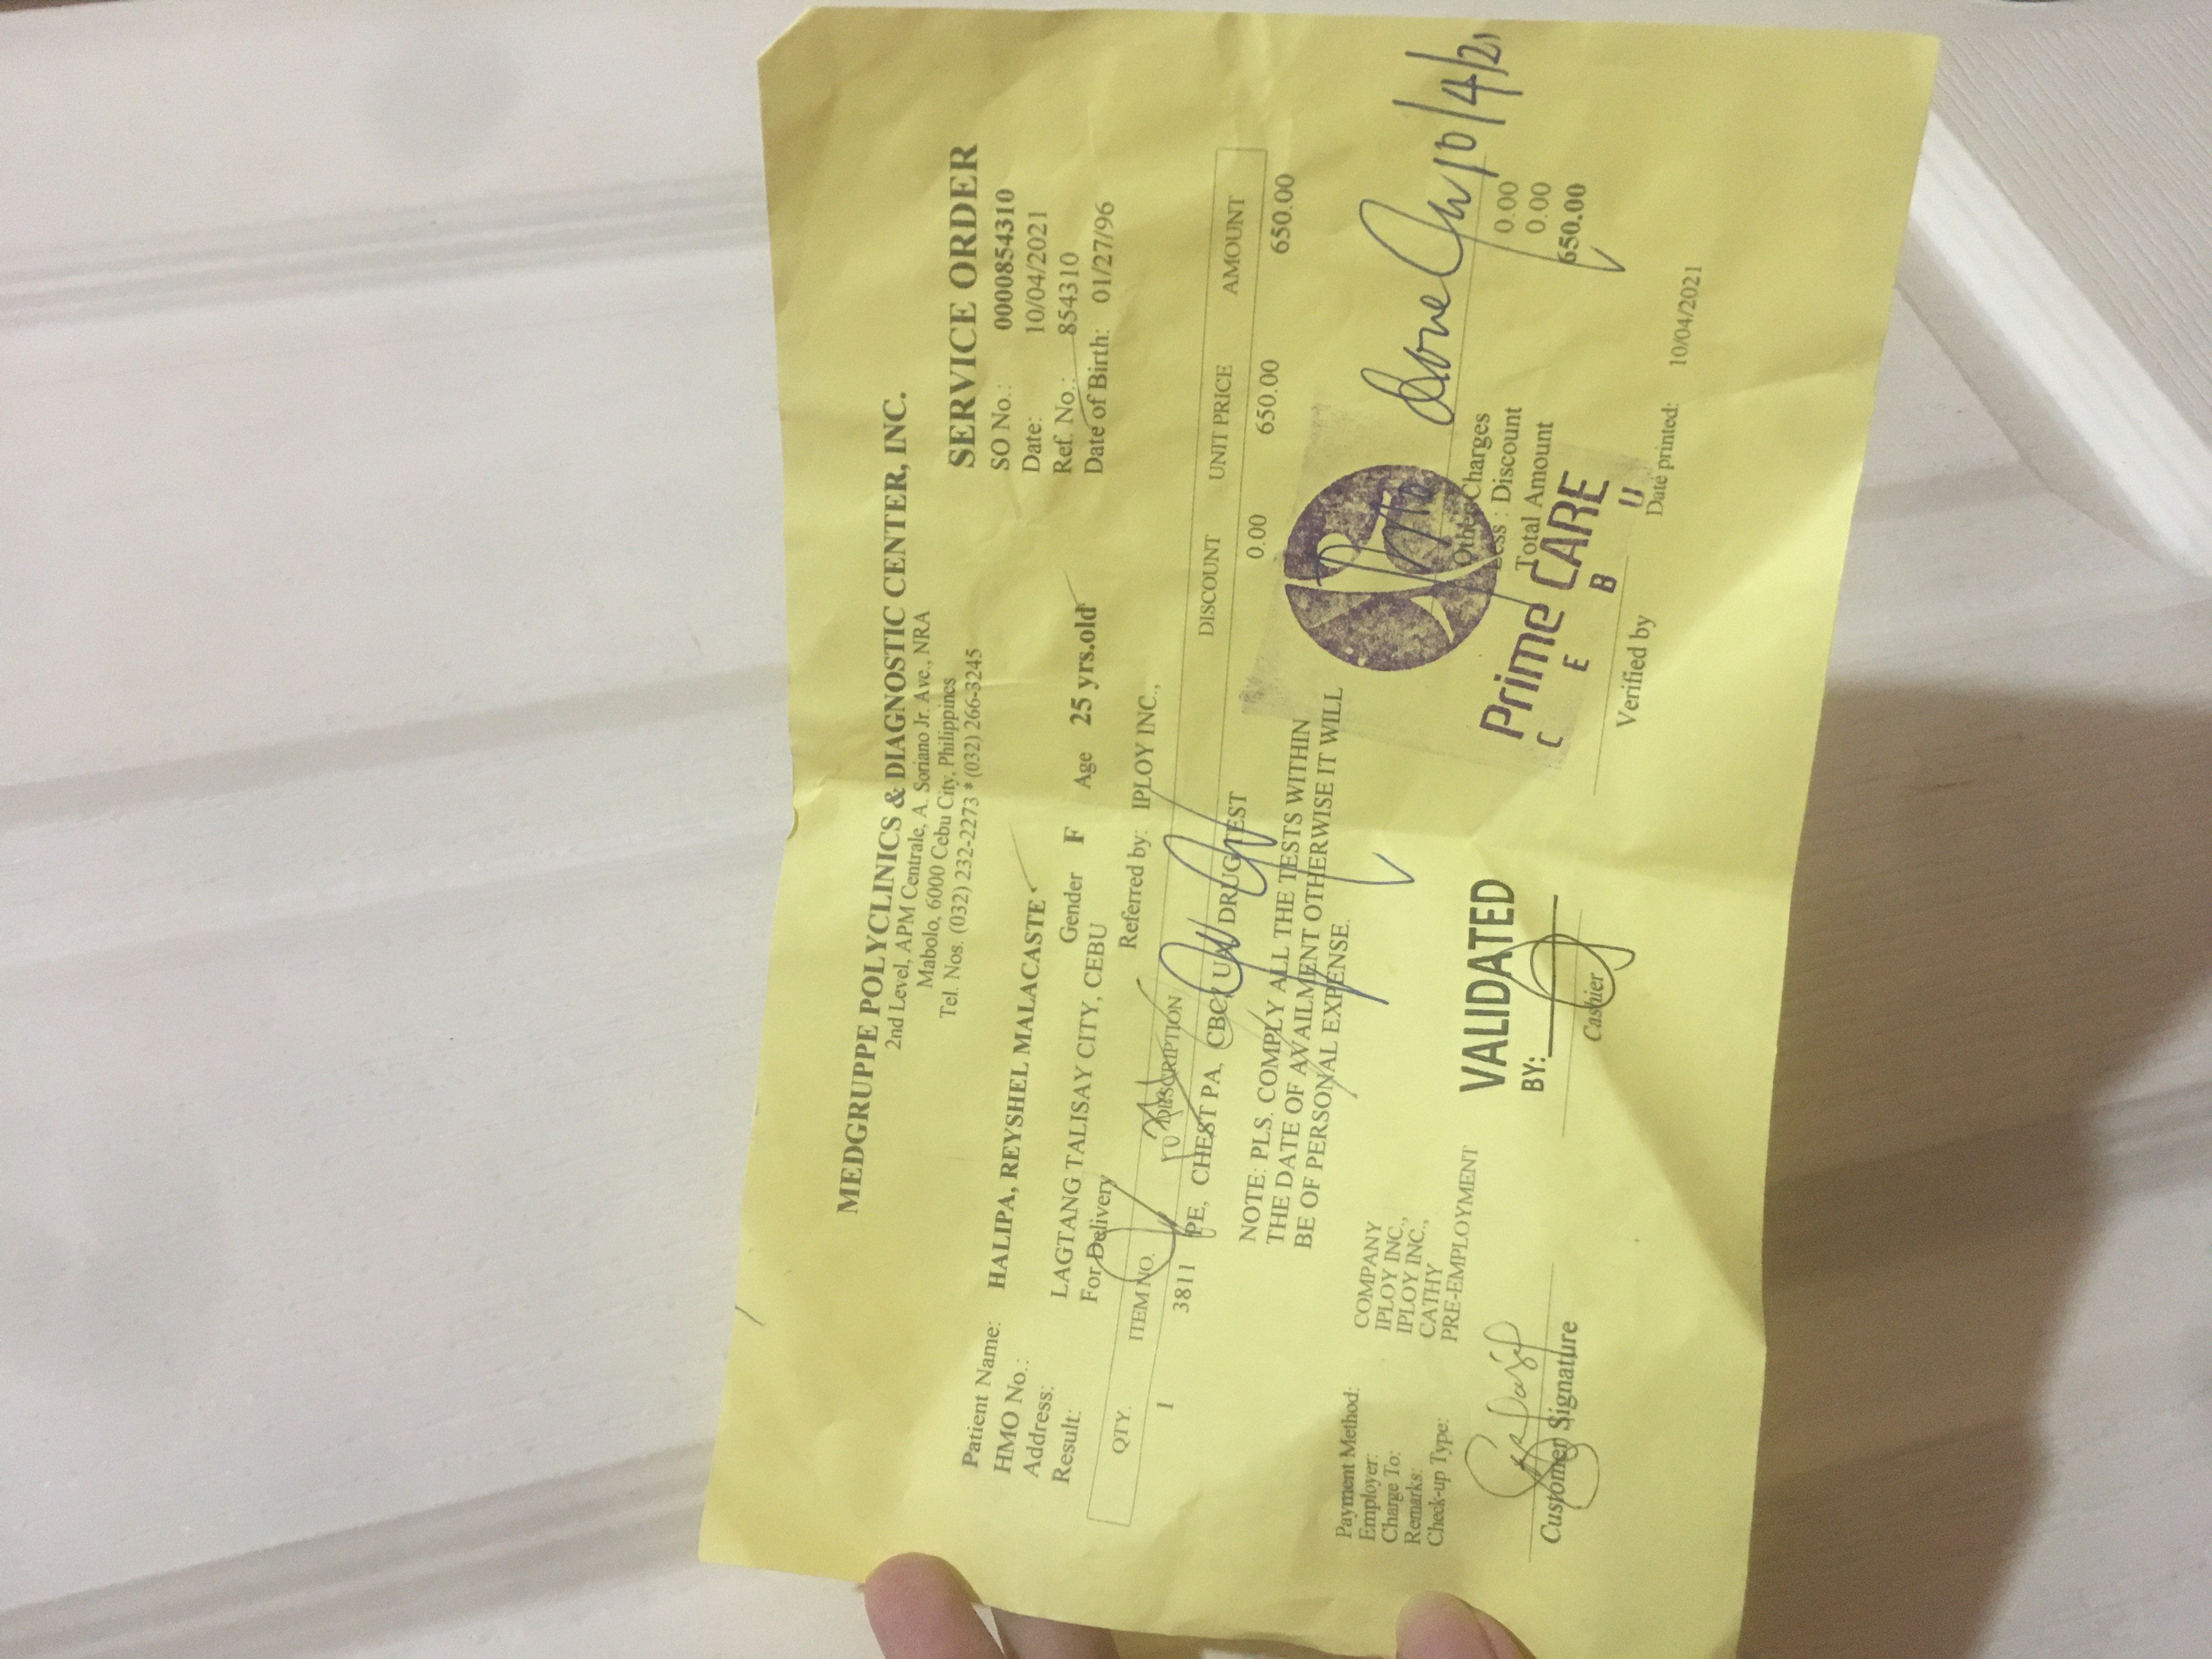 MEDGRUPPE POLYCLINICS & DIAGNOSTIC CENTER, INC.
2nd Level, APM Centrale, A. Soriano Jr. Ave., NRA
Mabolo, 6000 Cebu City, Philippines
Tel. Nos. (032) 232-2273 * (032) 266-3245
SERVICE ORDER
SO No.: 0000854310
Date: 10/04/2021
Ref. No.: 854310
Date of Birth: 01/27/96
Patient Name: HALIPA, REYSHEL MALACASTE
HMO No.:
Gender F Age 25 yrs.old
Address: LAGTANG TALISAY CITY, CEBU
Result: For Delivery
Referred by: IPLOY INC.,
QTY. ITEM NO. DESCRIPTION DISCOUNT UNIT PRICE AMOUNT
1 3811 PE, CHEST PA, CBC, UA, DRUG TEST 0.00 650.00 650.00
NOTE: PLS. COMPLY ALL THE TESTS WITHIN
THE DATE OF AVAILMENT OTHERWISE IT WILL
BE OF PERSONAL EXPENSE.
Done 10/4/21
Payment Method: COMPANY
Employer: IPLOY INC.,
Charge To: IPLOY INC.,
Remarks: CATHY
Check-up Type: PRE-EMPLOYMENT
Other Charges 0.00
Less : Discount 0.00
Total Amount 650.00
Prime CARE
CEBU
VALIDATED
BY:
Customer Signature
Cashier
Verified by
Date printed: 10/04/2021